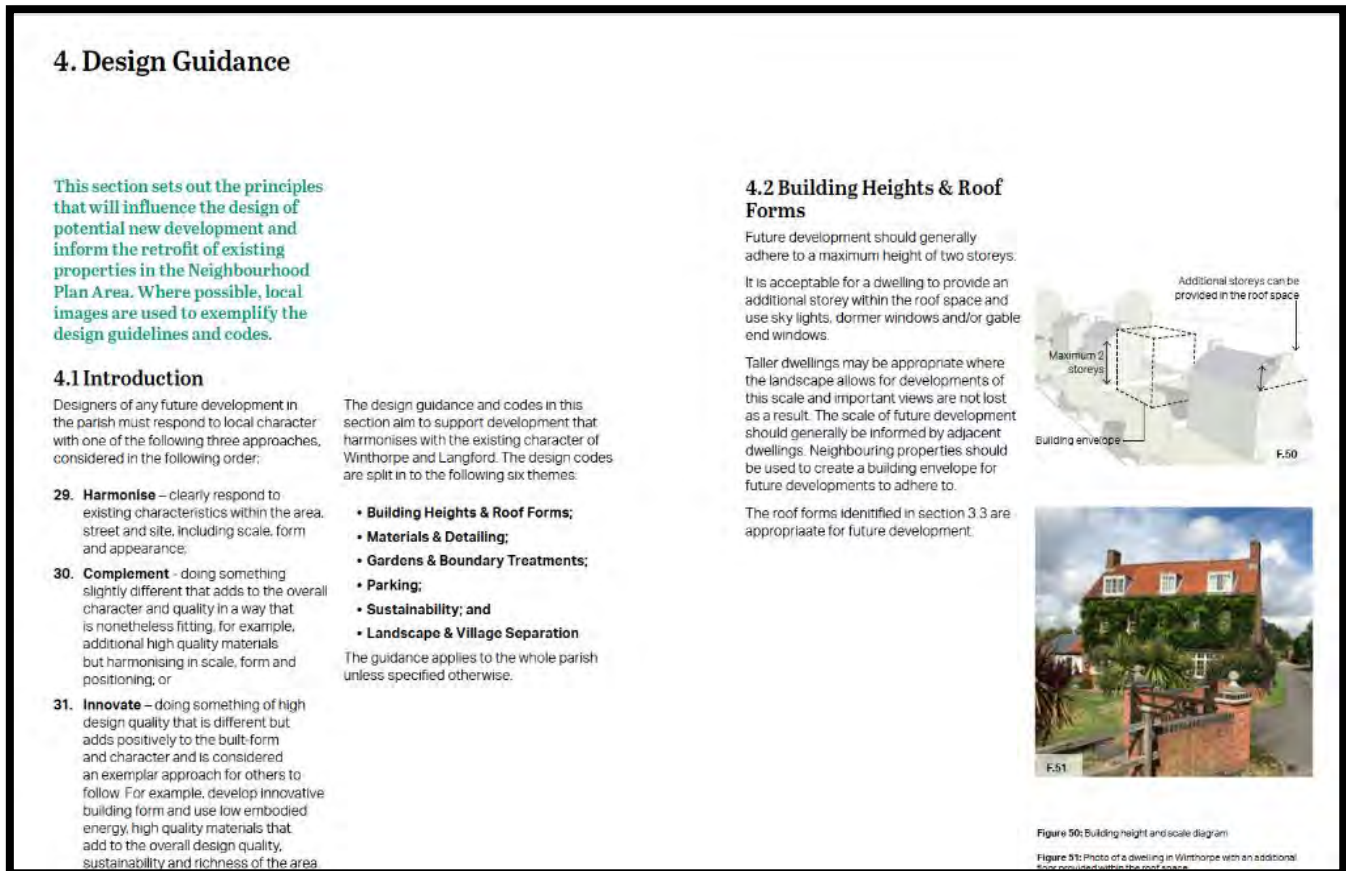 4. Design Guidance
This section sets out the principles
that will influence the design of
potential new development and
inform the retrofit of existing
properties in the Neighbourhood
Plan Area. Where possible, local
images are used to exemplify the
design guidelines and codes.
4.1 Introduction
Designers of any future development in
the parish must respond to local character
with one of the following three approaches,
considered in the following order:
29. Harmonise – clearly respond to
existing characteristics within the area,
street and site, including scale, form
and appearance;
30. Complement - doing something
slightly different that adds to the overall
character and quality in a way that
is nonetheless fitting, for example,
additional high quality materials
but harmonising in scale, form and
positioning; or
31. Innovate – doing something of high
design quality that is different but
adds positively to the built-form
and character and is considered
an exemplar approach for others to
follow. For example, develop innovative
building form and use low embodied
energy, high quality materials that
add to the overall design quality,
sustainability and richness of the area.
The design guidance and codes in this
section aim to support development that
harmonises with the existing character of
Winthorpe and Langford. The design codes
are split in to the following six themes:
• Building Heights & Roof Forms;
• Materials & Detailing;
• Gardens & Boundary Treatments;
• Parking;
• Sustainability; and
• Landscape & Village Separation
The guidance applies to the whole parish
unless specified otherwise.
4.2 Building Heights & Roof
Forms
Future development should generally
adhere to a maximum height of two storeys.
It is acceptable for a dwelling to provide an
additional storey within the roof space and
use sky lights, dormer windows and/or gable
end windows.
Taller dwellings may be appropriate where
the landscape allows for developments of
this scale and important views are not lost
as a result. The scale of future development
should generally be informed by adjacent
dwellings. Neighbouring properties should
be used to create a building envelope for
future developments to adhere to.
The roof forms identified in section 3.3 are
appropriaate for future development.
Additional storeys can be
provided in the roof space
Maximum 2
storeys
Building envelope
F.50
F.51
Figure 50: Building height and scale diagram
Figure 51: Photo of a dwelling in Winthorpe with an additional
floor provided within the roof space